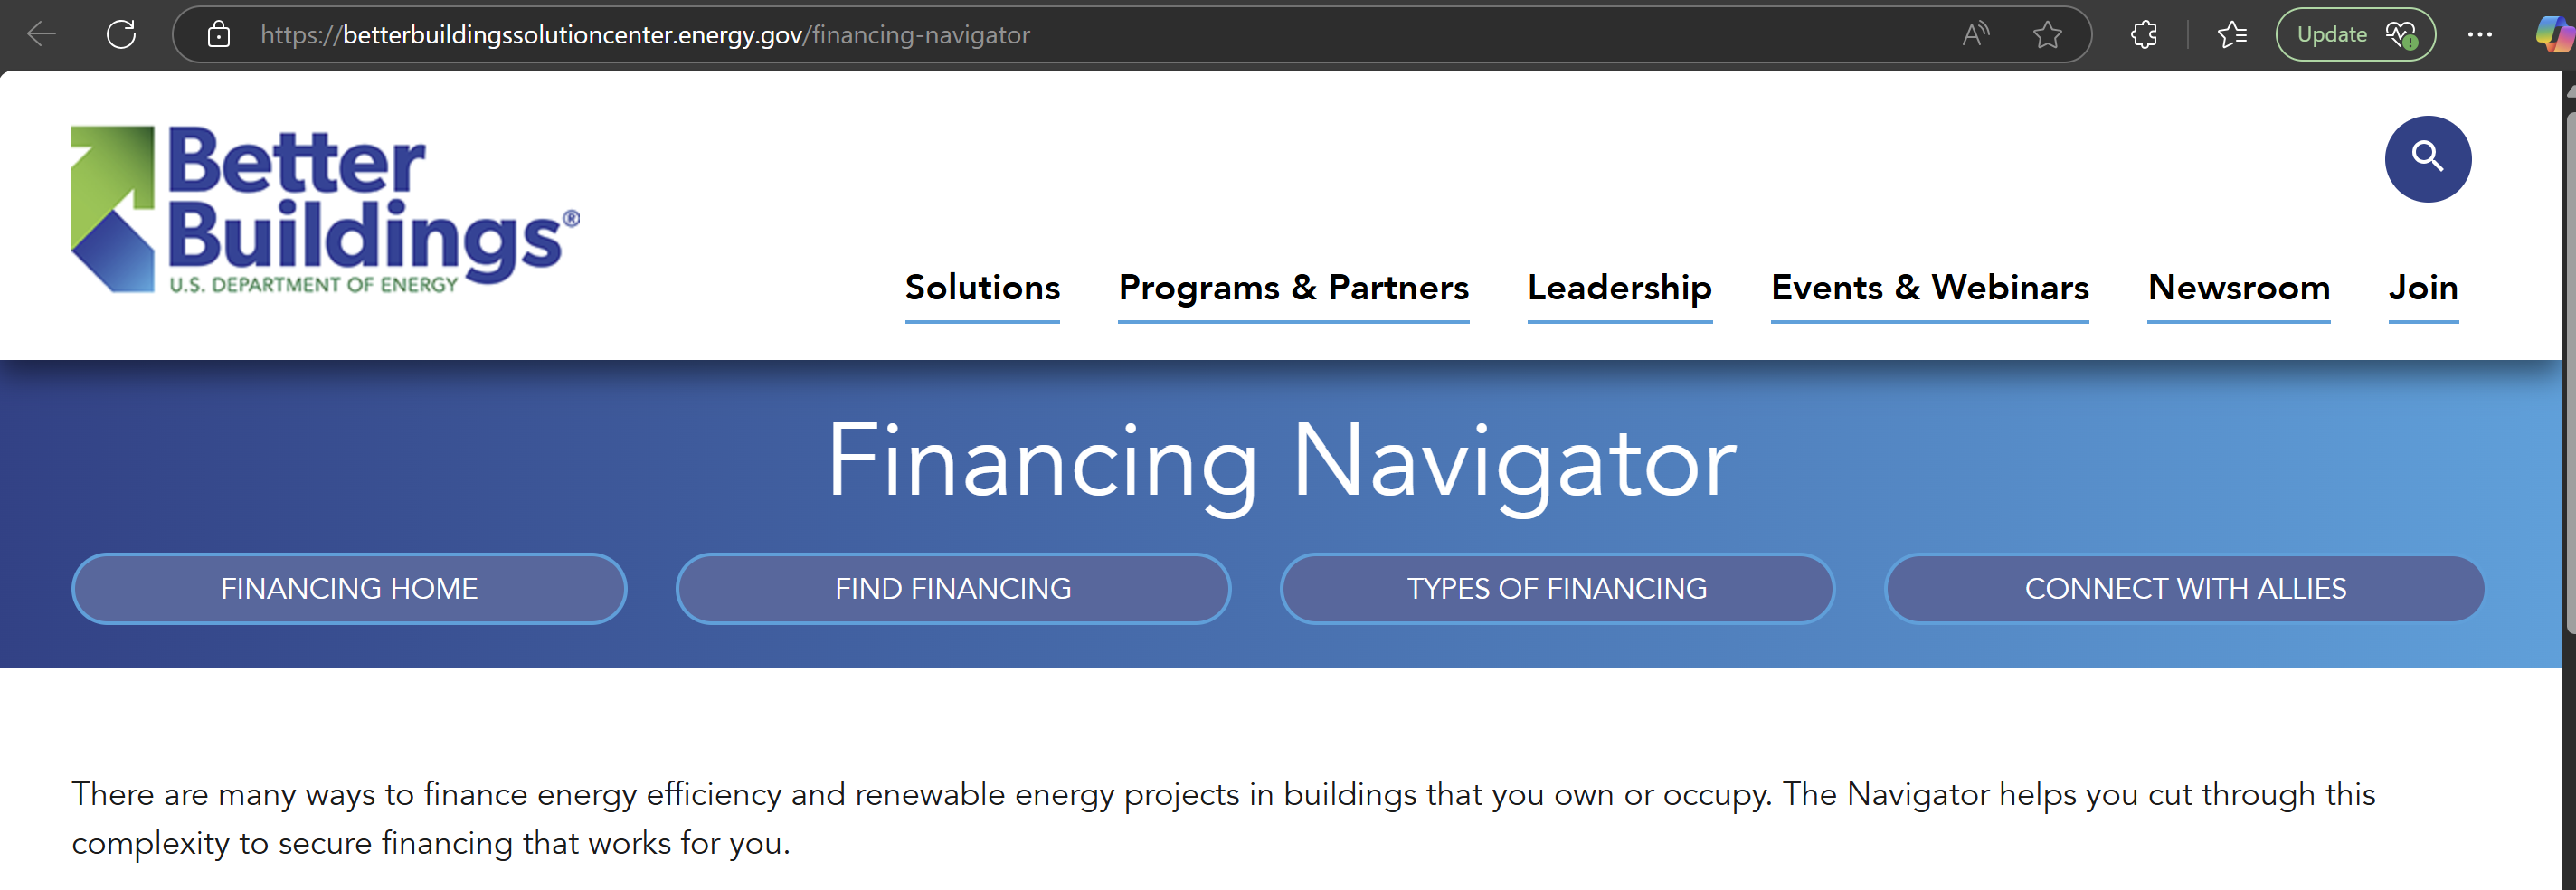 https://betterbuildingssolutioncenter.energy.gov/financing-navigator
Update
Better
Buildings®
U.S. DEPARTMENT OF ENERGY
Solutions Programs & Partners Leadership Events & Webinars Newsroom Join
Financing Navigator
FINANCING HOME FIND FINANCING TYPES OF FINANCING CONNECT WITH ALLIES
There are many ways to finance energy efficiency and renewable energy projects in buildings that you own or occupy. The Navigator helps you cut through this
complexity to secure financing that works for you.